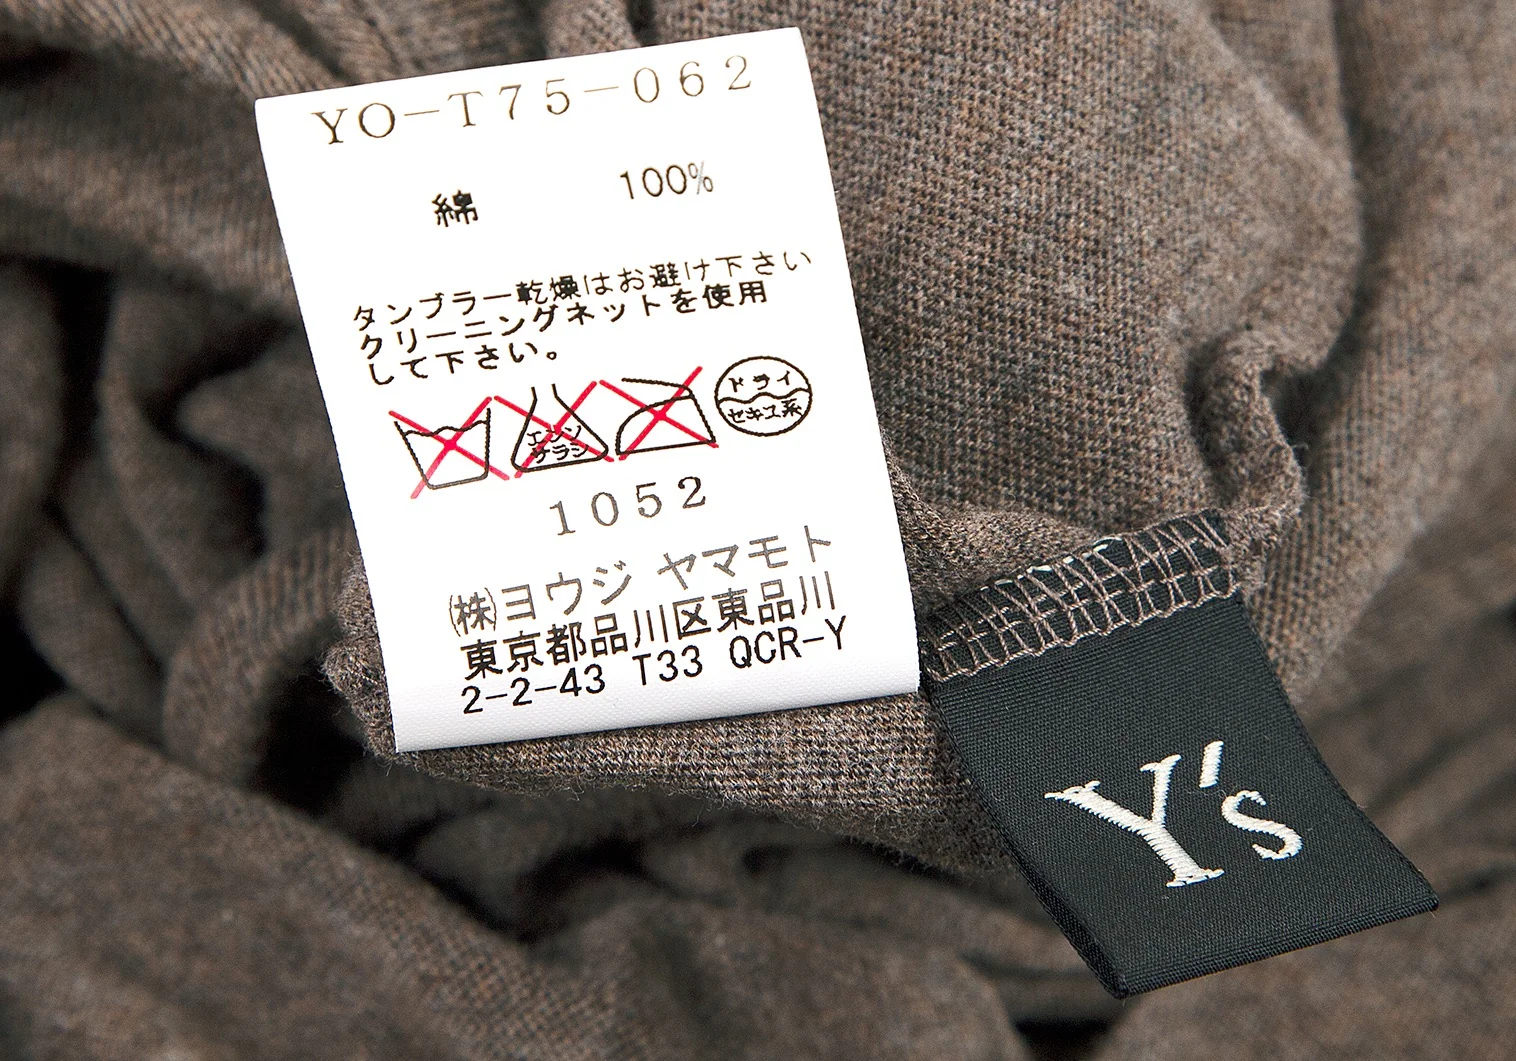 YO-T75-062
綿 100%
タンブラー乾燥はお避け下さい
クリーニングネットを使用
して下さい。
エンソ
サラシ
ドライ
セキユ系
1052
㈱ヨウジ ヤマモト
東京都品川区東品川
2-2-43 T33 QCR-Y
Y's